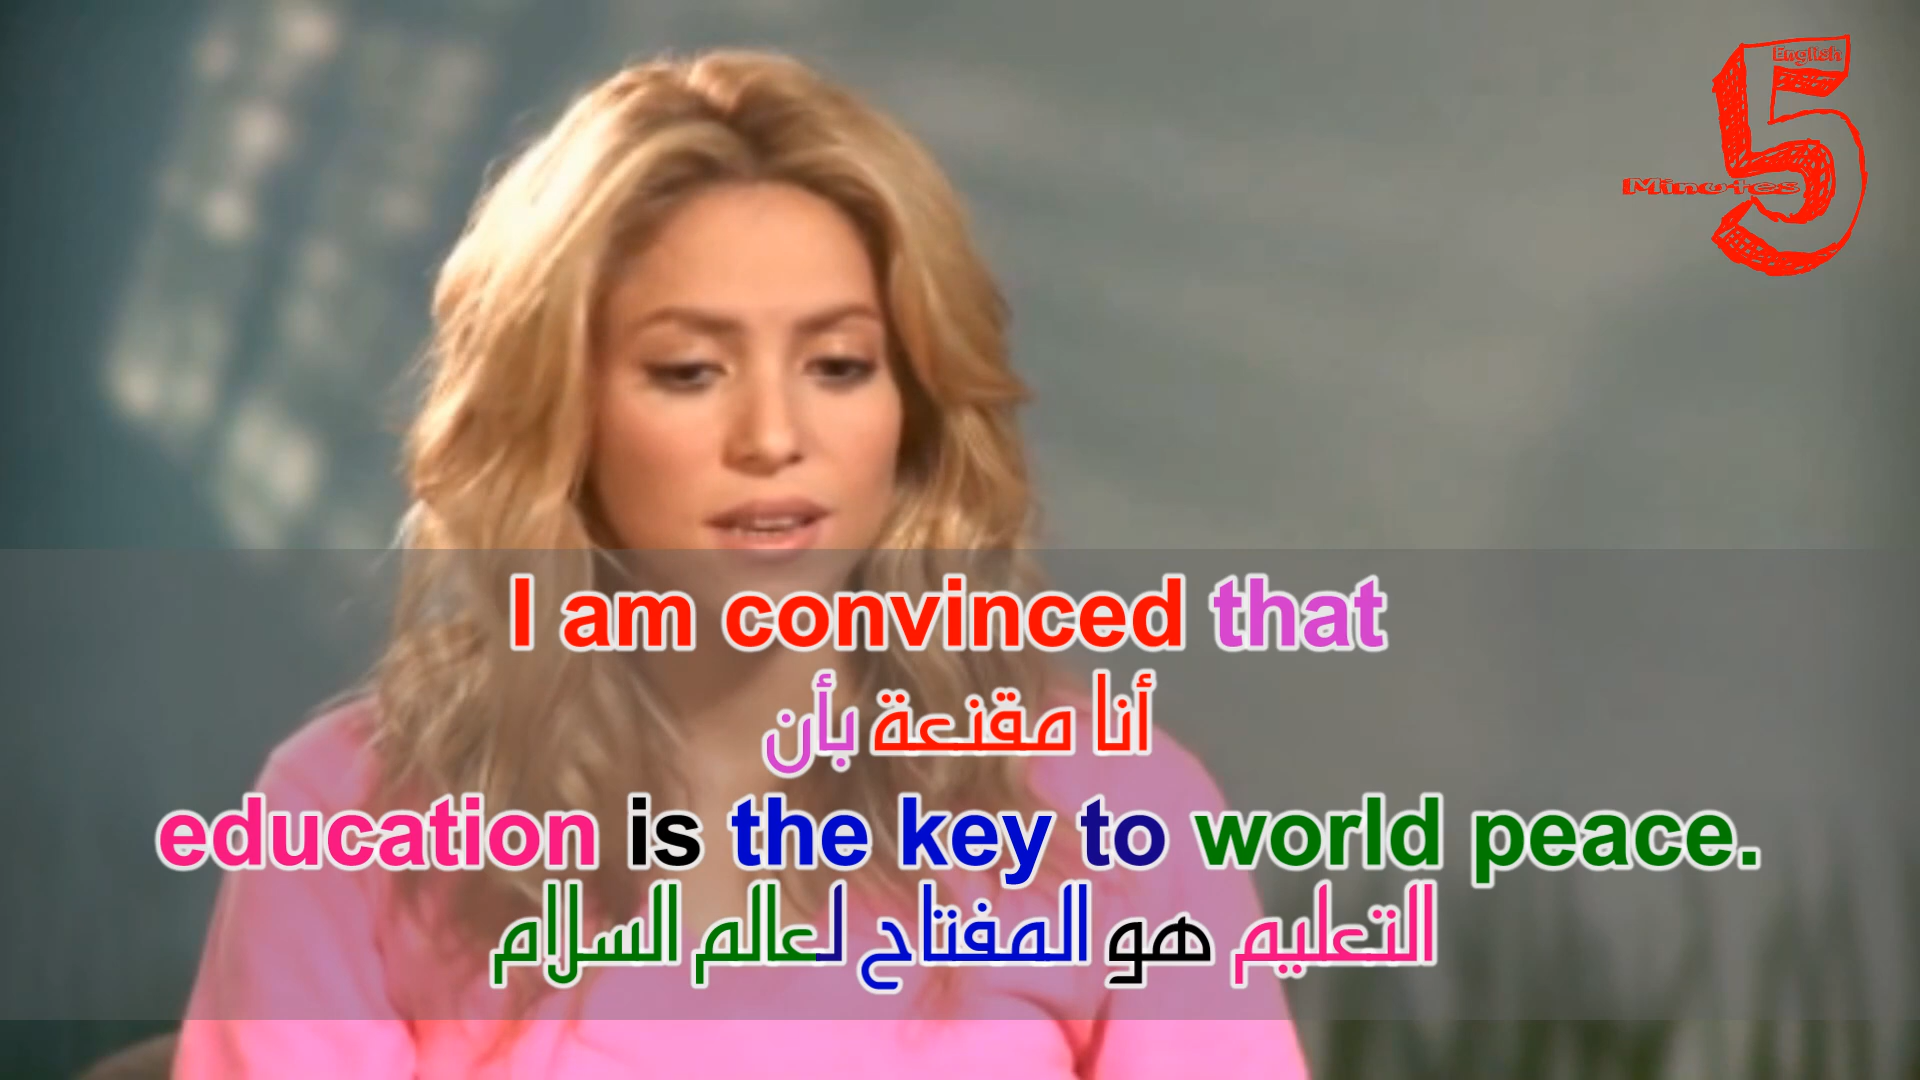 English
5
Minutes
I am convinced that
أنا مقنعة بأن
education is the key to world peace.
التعليم هو المفتاح لعالم السلام